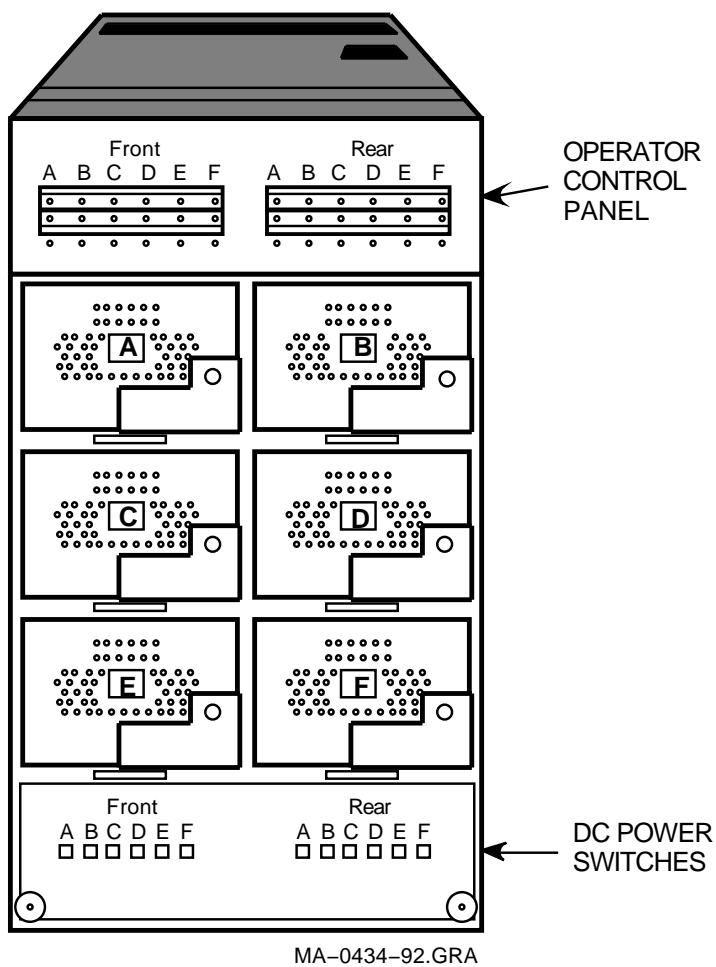 Front
Rear
A B C D E F
A B C D E F
OPERATOR
CONTROL
PANEL
A
B
C
D
E
F
Front
Rear
A B C D E F
A B C D E F
DC POWER
SWITCHES
MA–0434–92.GRA